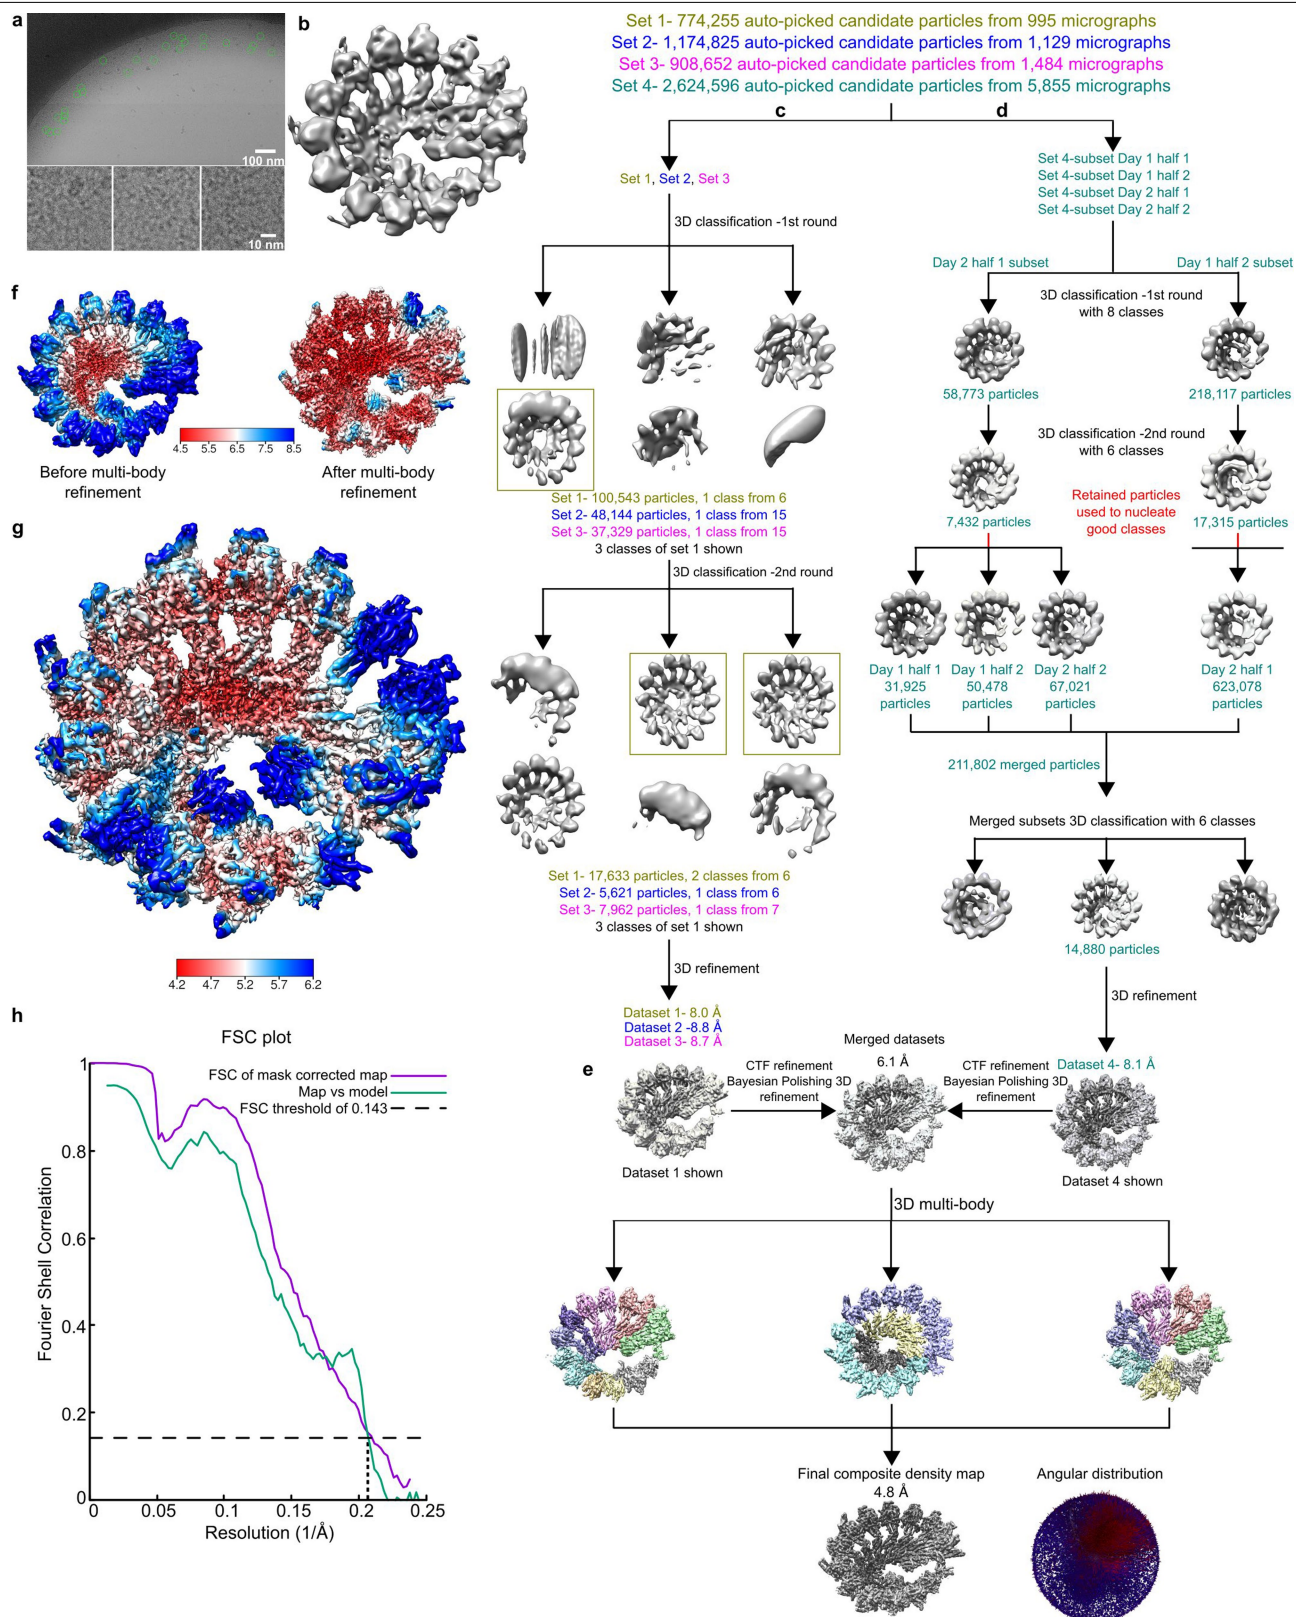 a
100 nm
10 nm
b
Set 1- 774,255 auto-picked candidate particles from 995 micrographs
Set 2- 1,174,825 auto-picked candidate particles from 1,129 micrographs
Set 3- 908,652 auto-picked candidate particles from 1,484 micrographs
Set 4- 2,624,596 auto-picked candidate particles from 5,855 micrographs
c
Set 1, Set 2, Set 3
3D classification -1st round
Set 1- 100,543 particles, 1 class from 6
Set 2- 48,144 particles, 1 class from 15
Set 3- 37,329 particles, 1 class from 15
3 classes of set 1 shown
3D classification -2nd round
Set 1- 17,633 particles, 2 classes from 6
Set 2- 5,621 particles, 1 class from 6
Set 3- 7,962 particles, 1 class from 7
3 classes of set 1 shown
3D refinement
Dataset 1- 8.0 Å
Dataset 2 -8.8 Å
Dataset 3- 8.7 Å
d
Set 4-subset Day 1 half 1
Set 4-subset Day 1 half 2
Set 4-subset Day 2 half 1
Set 4-subset Day 2 half 2
Day 2 half 1 subset
Day 1 half 2 subset
3D classification -1st round
with 8 classes
58,773 particles
218,117 particles
3D classification -2nd round
with 6 classes
7,432 particles
Retained particles
used to nucleate
good classes
17,315 particles
Day 1 half 1
31,925
particles
Day 1 half 2
50,478
particles
Day 2 half 2
67,021
particles
Day 2 half 1
623,078
particles
211,802 merged particles
Merged subsets 3D classification with 6 classes
14,880 particles
3D refinement
Dataset 4- 8.1 Å
e
Merged datasets
6.1 Å
CTF refinement
Bayesian Polishing 3D
refinement
CTF refinement
Bayesian Polishing 3D
refinement
Dataset 1 shown
Dataset 4 shown
3D multi-body
Final composite density map
4.8 Å
Angular distribution
f
4.5 5.5 6.5 7.5 8.5
Before multi-body
refinement
After multi-body
refinement
g
4.2 4.7 5.2 5.7 6.2
h
FSC plot
FSC of mask corrected map
Map vs model
FSC threshold of 0.143
1
0.8
0.6
0.4
0.2
0
Fourier Shell Correlation
0 0.05 0.1 0.15 0.2 0.25
Resolution (1/Å)